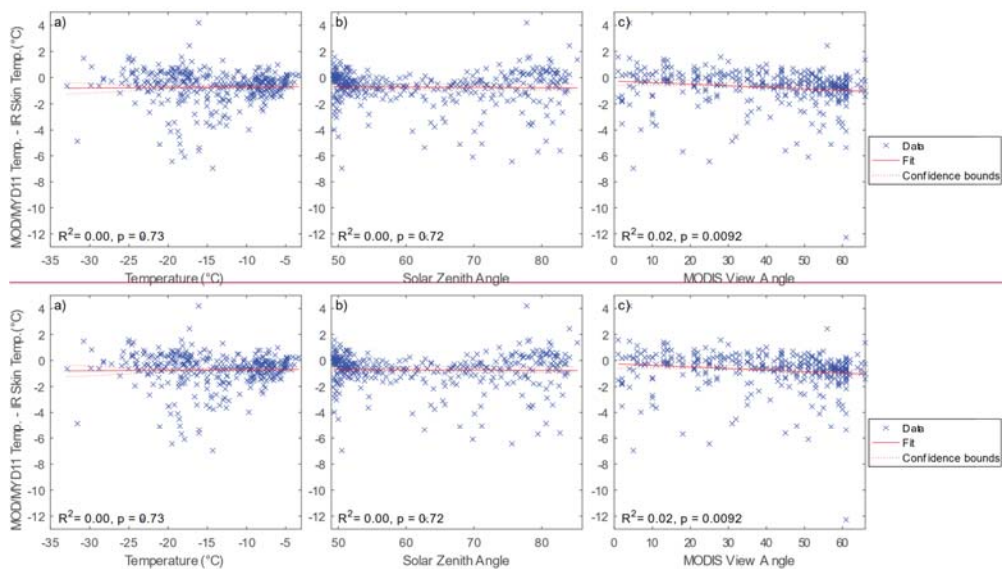 a)
b)
c)
MOD/MYD11 Temp. - IR Skin Temp.(°C)
4
2
0
-2
-4
-6
-8
-10
-12
R²= 0.00, p = 0.73
R²= 0.00, p = 0.72
R²= 0.02, p = 0.0092
-35 -30 -25 -20 -15 -10 -5
50 60 70 80
0 10 20 30 40 50 60
Temperature (°C)
Solar Zenith Angle
MODIS View Angle
Data
Fit
Confidence bounds
a)
b)
c)
MOD/MYD11 Temp. - IR Skin Temp.(°C)
4
2
0
-2
-4
-6
-8
-10
-12
R²= 0.00, p = 0.73
R²= 0.00, p = 0.72
R²= 0.02, p = 0.0092
-35 -30 -25 -20 -15 -10 -5
50 60 70 80
0 10 20 30 40 50 60
Temperature (°C)
Solar Zenith Angle
MODIS View Angle
Data
Fit
Confidence bounds